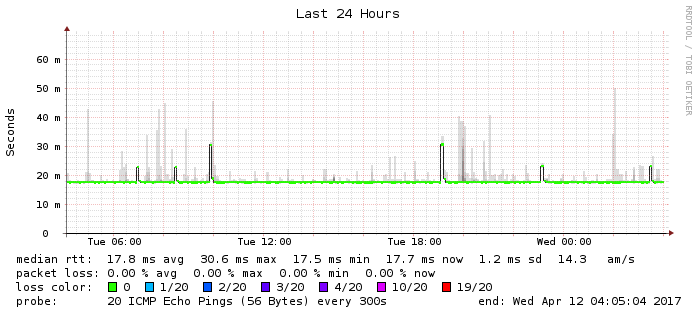 Last 24 Hours
RRDTOOL / TOBI OETIKER
Seconds
60 m
50 m
40 m
30 m
20 m
10 m
0
Tue 06:00 Tue 12:00 Tue 18:00 Wed 00:00
median rtt: 17.8 ms avg 30.6 ms max 17.5 ms min 17.7 ms now 1.2 ms sd 14.3 am/s
packet loss: 0.00 % avg 0.00 % max 0.00 % min 0.00 % now
loss color: 0 1/20 2/20 3/20 4/20 10/20 19/20
probe: 20 ICMP Echo Pings (56 Bytes) every 300s end: Wed Apr 12 04:05:04 2017